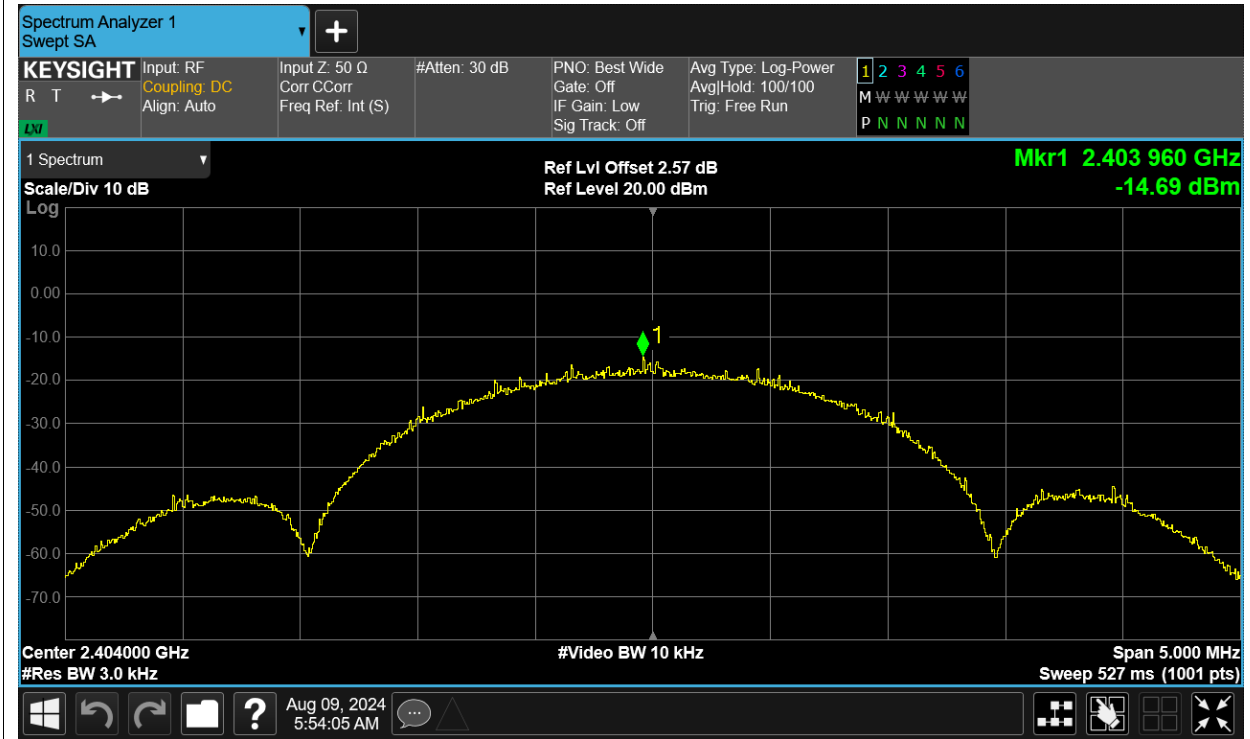 Spectrum Analyzer 1
Swept SA
+
KEYSIGHT
R T
LXI
Input: RF
Coupling: DC
Align: Auto
Input Z: 50 Ω
Corr CCorr
Freq Ref: Int (S)
#Atten: 30 dB
PNO: Best Wide
Gate: Off
IF Gain: Low
Sig Track: Off
Avg Type: Log-Power
Avg|Hold: 100/100
Trig: Free Run
1 2 3 4 5 6
M W W W W W
P N N N N N
1 Spectrum
Scale/Div 10 dB
Log
Ref Lvl Offset 2.57 dB
Ref Level 20.00 dBm
Mkr1 2.403 960 GHz
-14.69 dBm
10.0
0.00
-10.0
-20.0
-30.0
-40.0
-50.0
-60.0
-70.0
1
Center 2.404000 GHz
#Res BW 3.0 kHz
#Video BW 10 kHz
Span 5.000 MHz
Sweep 527 ms (1001 pts)
?
Aug 09, 2024
5:54:05 AM